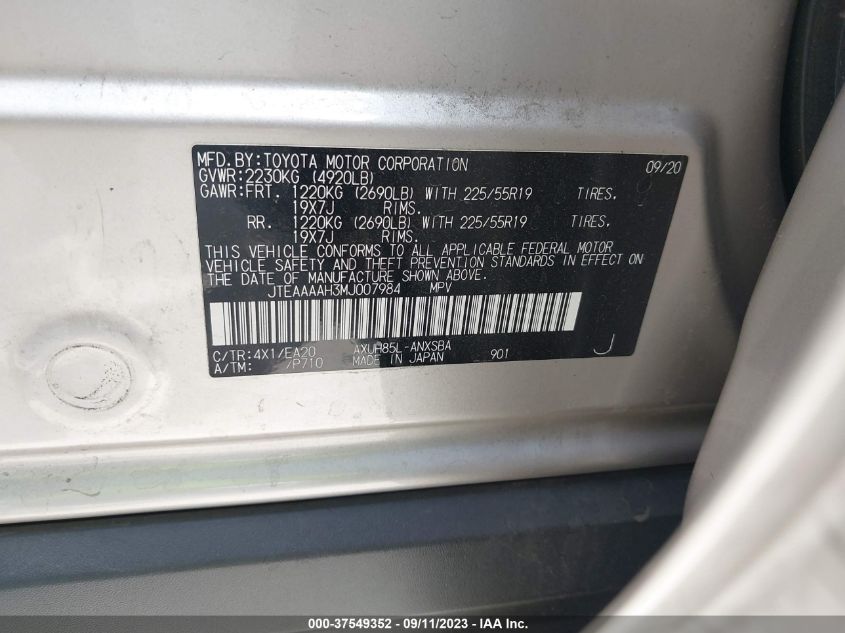 MFD.BY:TOYOTA MOTOR CORPORATION 09/20
GVWR:2230KG (4920LB)
GAWR:FRT. 1220KG (2690LB) WITH 225/55R19 TIRES.
19X7J RIMS.
RR. 1220KG (2690LB) WITH 225/55R19 TIRES.
19X7J RIMS.
THIS VEHICLE CONFORMS TO ALL APPLICABLE FEDERAL MOTOR
VEHICLE SAFETY AND THEFT PREVENTION STANDARDS IN EFFECT ON
THE DATE OF MANUFACTURE SHOWN ABOVE.
JTEAAAAH3MJ007984 MPV
C/TR:4X1/EA20 AXUH85L-ANXSBA
A/TM: /P710 MADE IN JAPAN 901 J
000-37549352 - 09/11/2023 - IAAI.com